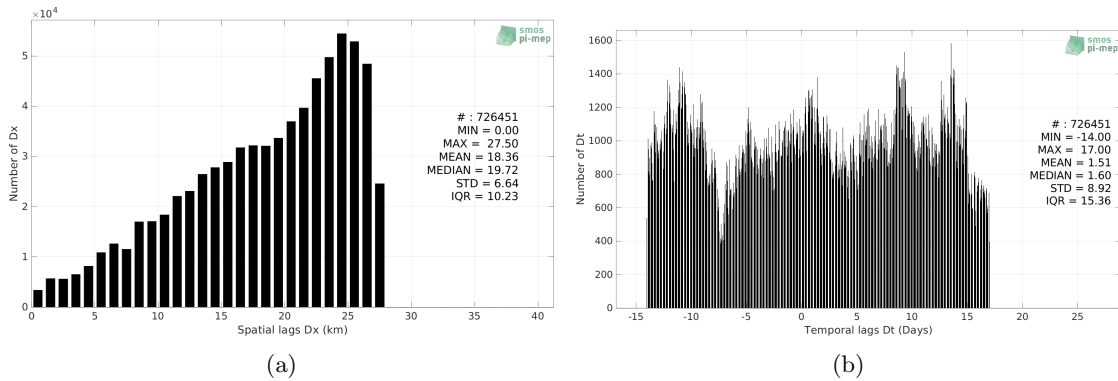 ×10⁴
smos
pi-mep
5
4
3
2
1
0
Number of Dx
# : 726451
MIN = 0.00
MAX = 27.50
MEAN = 18.36
MEDIAN = 19.72
STD = 6.64
IQR = 10.23
0 5 10 15 20 25 30 35 40
Spatial lags Dx (km)
(a)
smos
pi-mep
1600
1400
1200
1000
800
600
400
200
0
Number of Dt
# : 726451
MIN = -14.00
MAX = 17.00
MEAN = 1.51
MEDIAN = 1.60
STD = 8.92
IQR = 15.36
-15 -10 -5 0 5 10 15 20 25
Temporal lags Dt (Days)
(b)